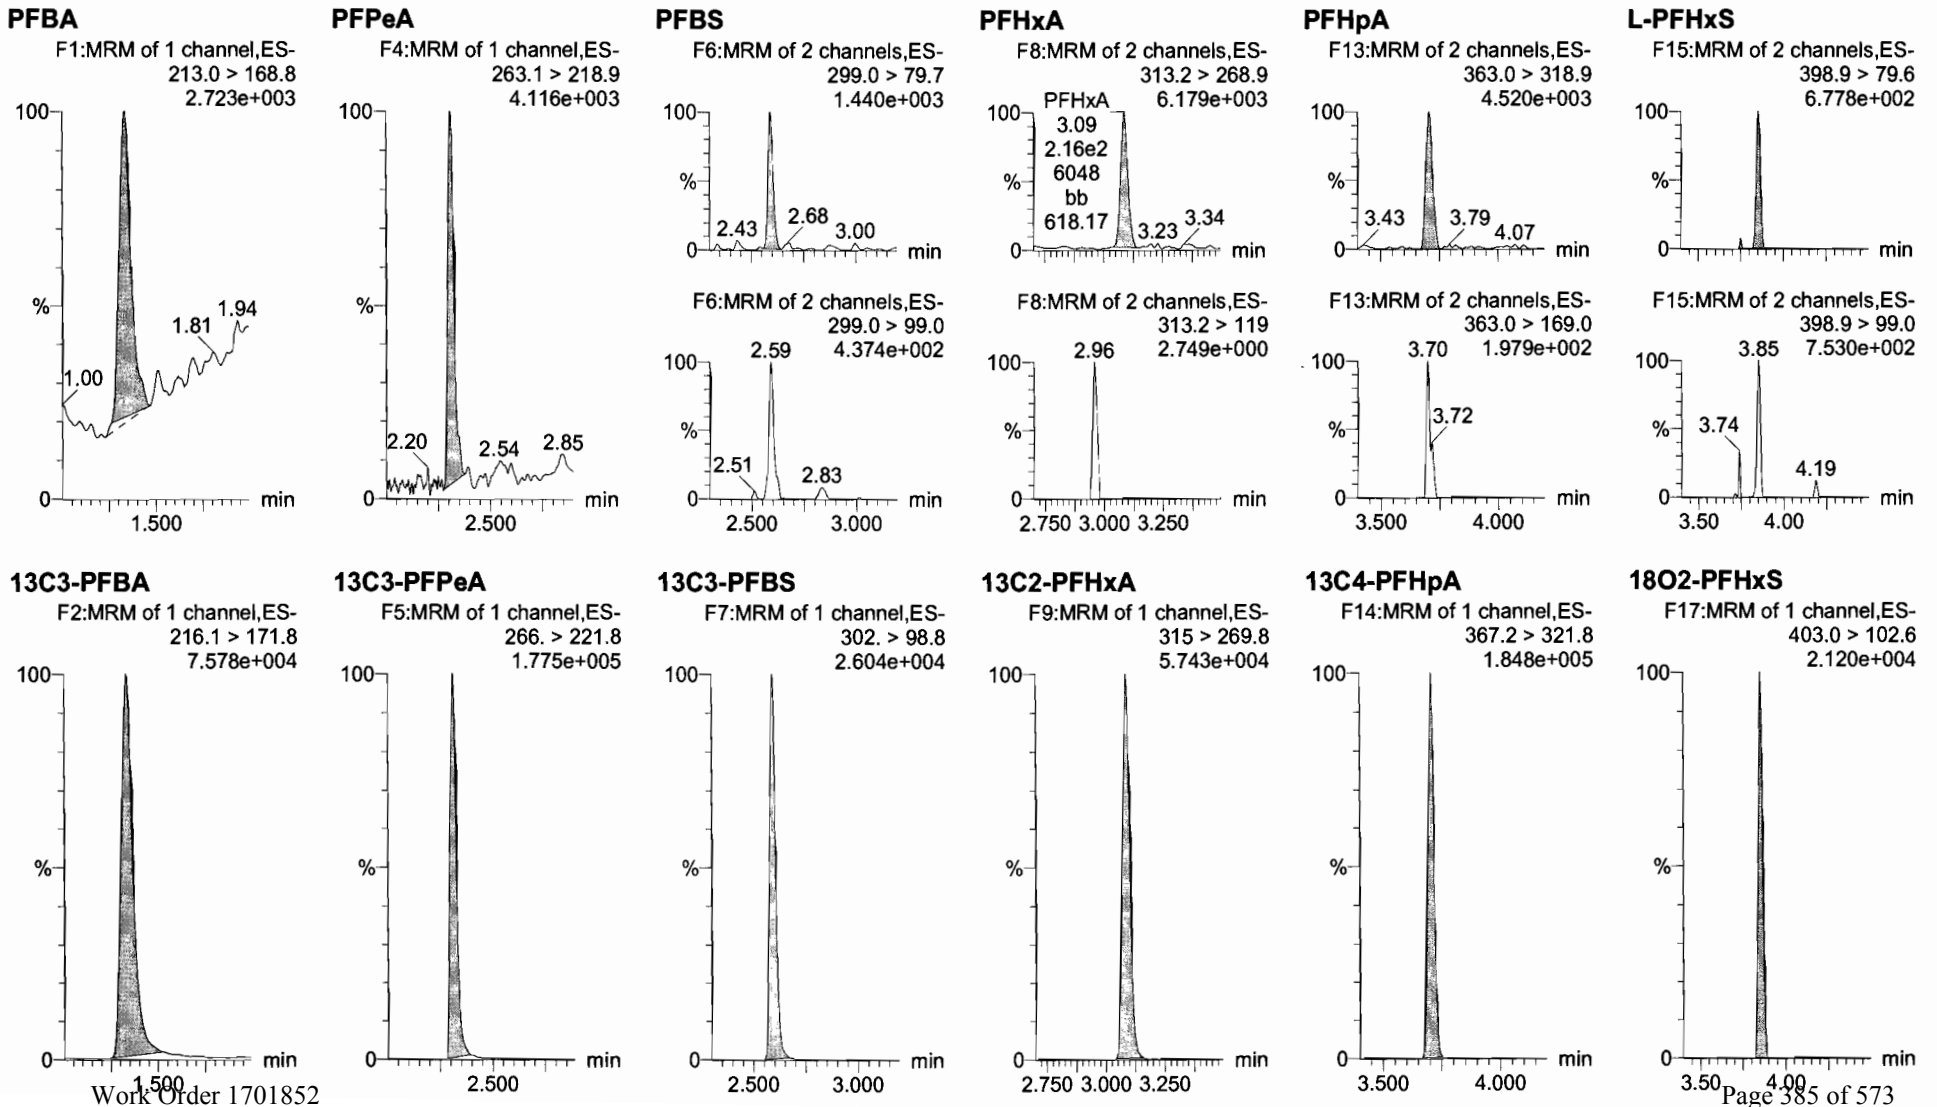 PFBA
F1:MRM of 1 channel,ES-
213.0 > 168.8
2.723e+003
100
%
0
1.00
1.81
1.94
min
1.500
PFPeA
F4:MRM of 1 channel,ES-
263.1 > 218.9
4.116e+003
100
%
0
2.20
2.54
2.85
min
2.500
PFBS
F6:MRM of 2 channels,ES-
299.0 > 79.7
1.440e+003
100
%
0
2.43
2.68
3.00
min
F6:MRM of 2 channels,ES-
299.0 > 99.0
4.374e+002
100
%
0
2.59
2.51
2.83
min
2.500 3.000
PFHxA
F8:MRM of 2 channels,ES-
313.2 > 268.9
6.179e+003
100
%
0
PFHxA
3.09
2.16e2
6048
bb
618.17
3.23
3.34
min
F8:MRM of 2 channels,ES-
313.2 > 119
2.749e+000
100
%
0
2.96
min
2.750 3.000 3.250
PFHpA
F13:MRM of 2 channels,ES-
363.0 > 318.9
4.520e+003
100
%
0
3.43
3.79
4.07
min
F13:MRM of 2 channels,ES-
363.0 > 169.0
1.979e+002
100
%
0
3.70
3.72
min
3.500 4.000
L-PFHxS
F15:MRM of 2 channels,ES-
398.9 > 79.6
6.778e+002
100
%
0
min
F15:MRM of 2 channels,ES-
398.9 > 99.0
7.530e+002
100
%
0
3.85
3.74
4.19
min
3.50 4.00
13C3-PFBA
F2:MRM of 1 channel,ES-
216.1 > 171.8
7.578e+004
100
%
0
min
1.500
13C3-PFPeA
F5:MRM of 1 channel,ES-
266. > 221.8
1.775e+005
100
%
0
min
2.500
13C3-PFBS
F7:MRM of 1 channel,ES-
302. > 98.8
2.604e+004
100
%
0
min
2.500 3.000
13C2-PFHxA
F9:MRM of 1 channel,ES-
315 > 269.8
5.743e+004
100
%
0
min
2.750 3.000 3.250
13C4-PFHpA
F14:MRM of 1 channel,ES-
367.2 > 321.8
1.848e+005
100
%
0
min
3.500 4.000
18O2-PFHxS
F17:MRM of 1 channel,ES-
403.0 > 102.6
2.120e+004
100
%
0
min
3.50 4.00
Work Order 1701852
Page 385 of 573